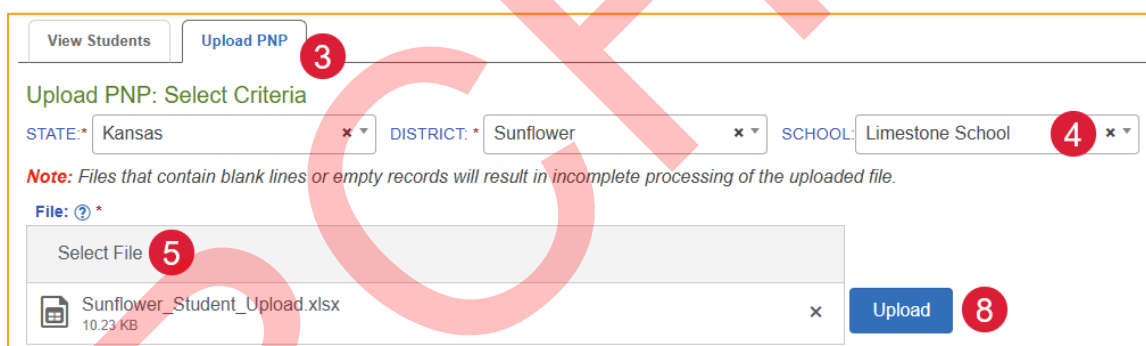 View Students Upload PNP 3
Upload PNP: Select Criteria
STATE:* Kansas × DISTRICT: * Sunflower × SCHOOL: Limestone School 4 ×
Note: Files that contain blank lines or empty records will result in incomplete processing of the uploaded file.
File: ? *
Select File 5
Sunflower_Student_Upload.xlsx × Upload 8
10.23 KB